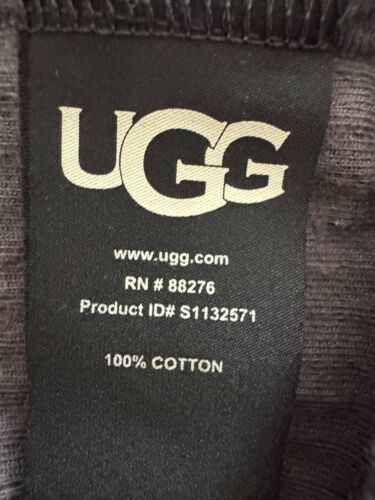 UGG
www.ugg.com
RN # 88276
Product ID# S1132571
100% COTTON